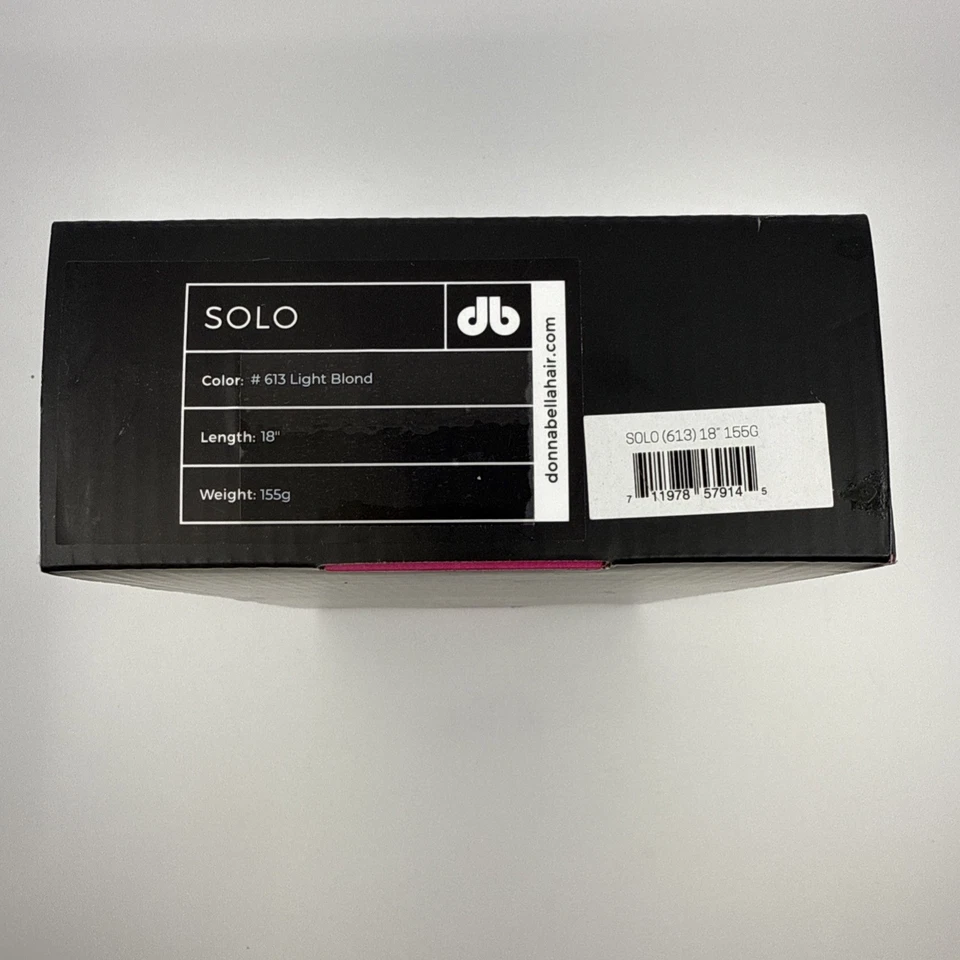 SOLO
db
Color: # 613 Light Blond
Length: 18"
Weight: 155g
donnabellahair.com
SOLO (613) 18" 155G
7 11978 57914 5